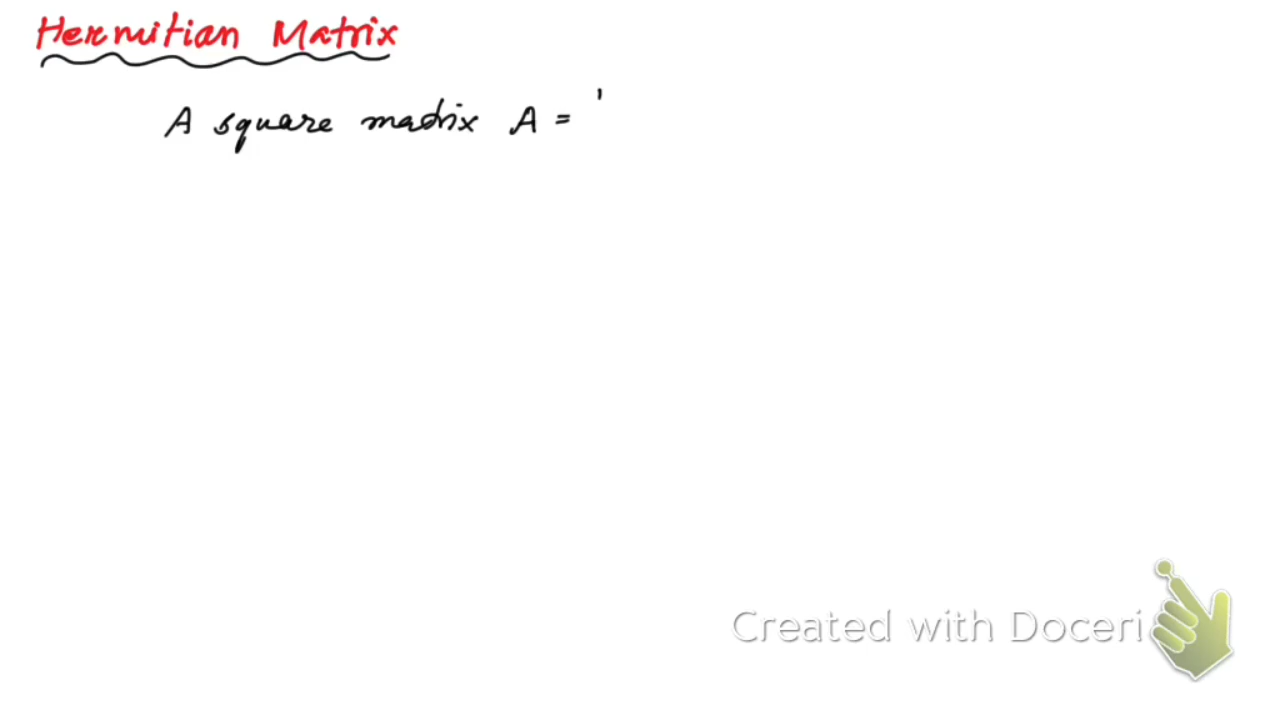 Hermitian Matrix
A square matrix A = '
Created with Doceri